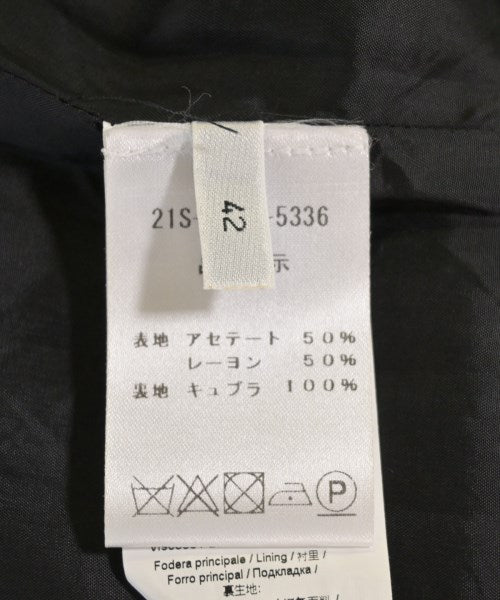 42
21S- -5336
示
表地 アセテート 50%
レーヨン 50%
裏地 キュプラ 100%
P
Fodera principale / Lining / 衬里 /
Forro principal / Подкладка /
裏生地: